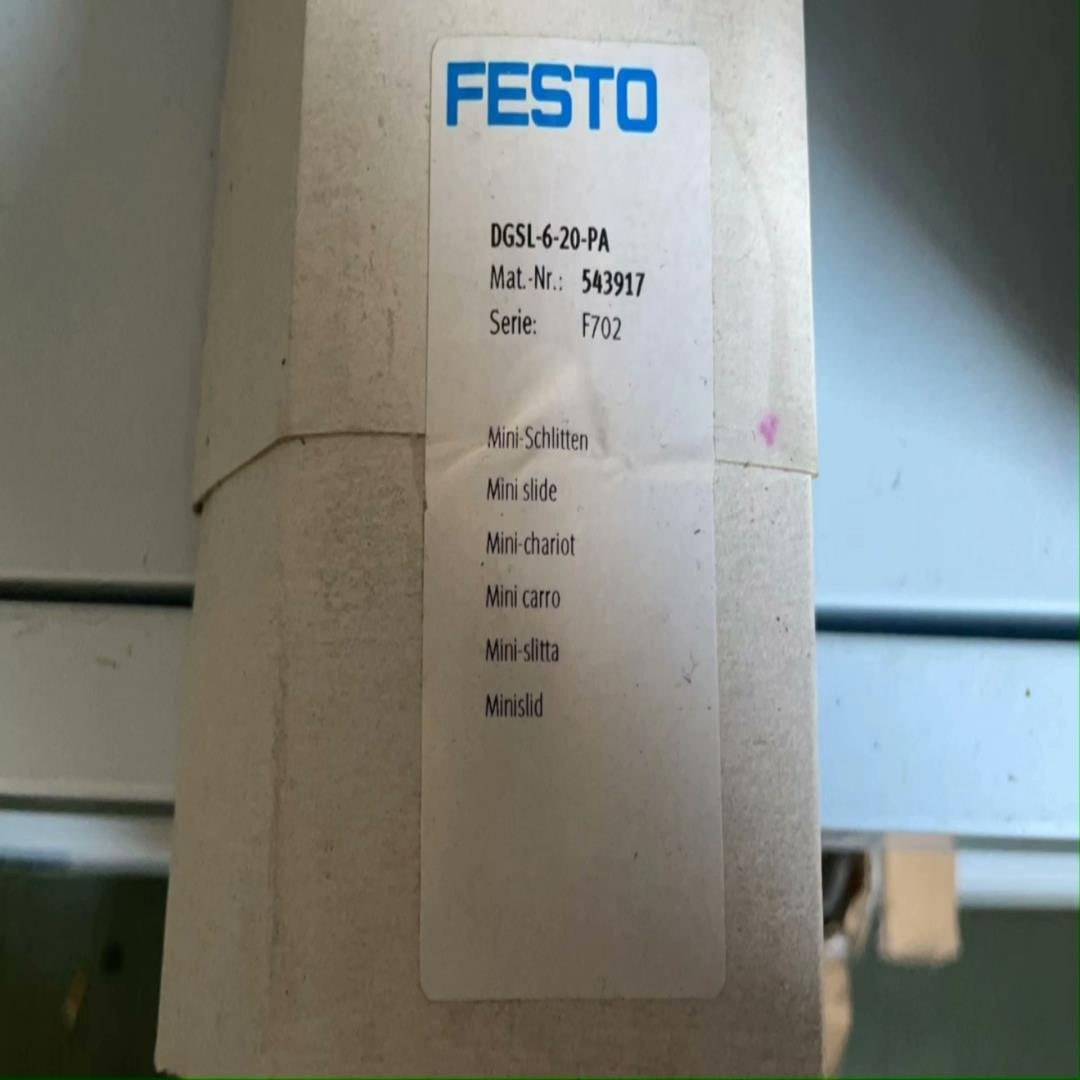 FESTO
DGSL-6-20-PA
Mat.-Nr.: 543917
Serie: F702
Mini-Schlitten
Mini slide
Mini-chariot
Mini carro
Mini-slitta
Minislid